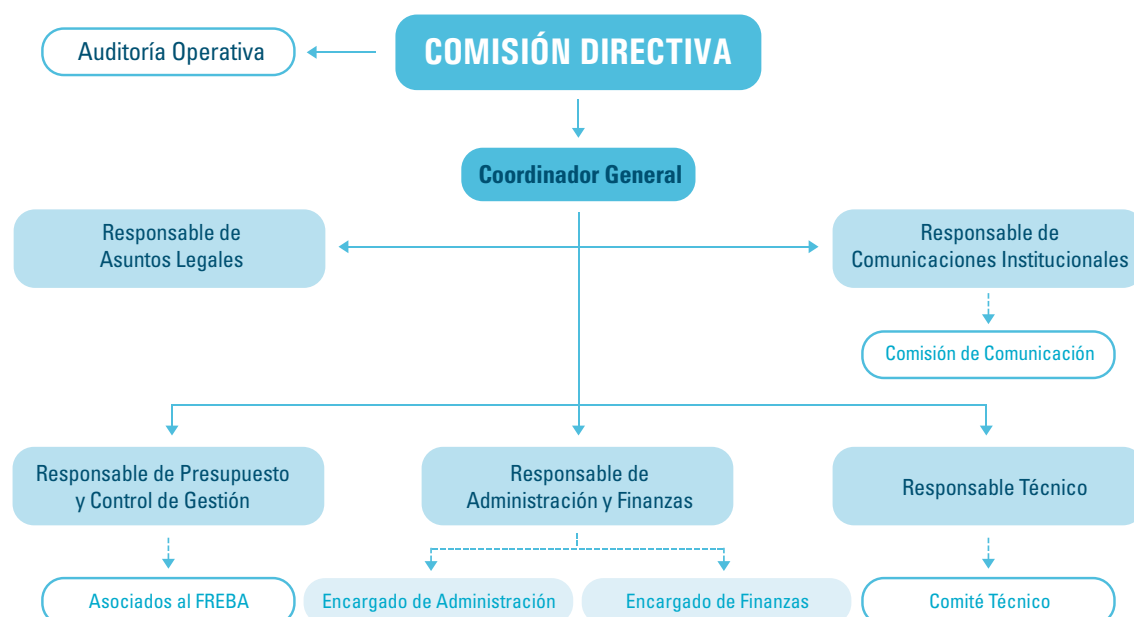 Auditoría Operativa
COMISIÓN DIRECTIVA
Coordinador General
Responsable de
Asuntos Legales
Responsable de
Comunicaciones Institucionales
Comisión de Comunicación
Responsable de Presupuesto
y Control de Gestión
Responsable de
Administración y Finanzas
Responsable Técnico
Asociados al FREBA
Encargado de Administración
Encargado de Finanzas
Comité Técnico